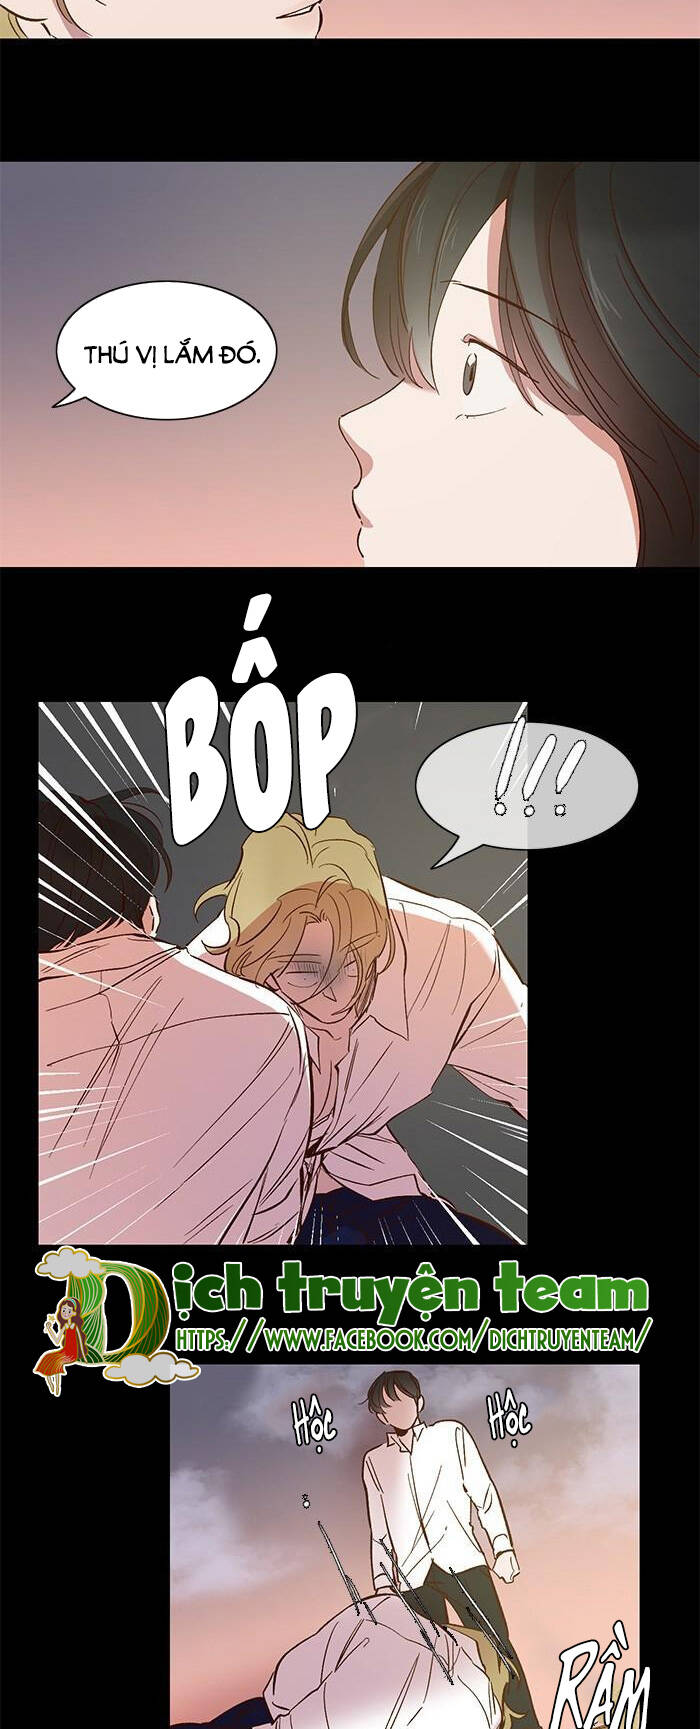 THÚ VỊ LẮM ĐÓ.
BỐP
!!!
Dịch truyện team
HTTPS://WWW.FACEBOOK.COM/DICHTRUYENTEAM/
HỘC
HỘC
RẦM